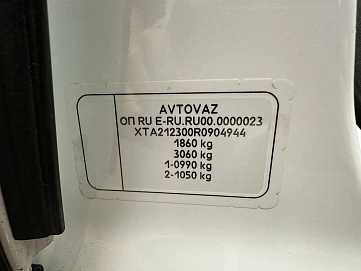 AVTOVAZ
ОП RU E-RU.RU00.0000023
XTA212300R0904944
1860 kg
3060 kg
1-0990 kg
2-1050 kg